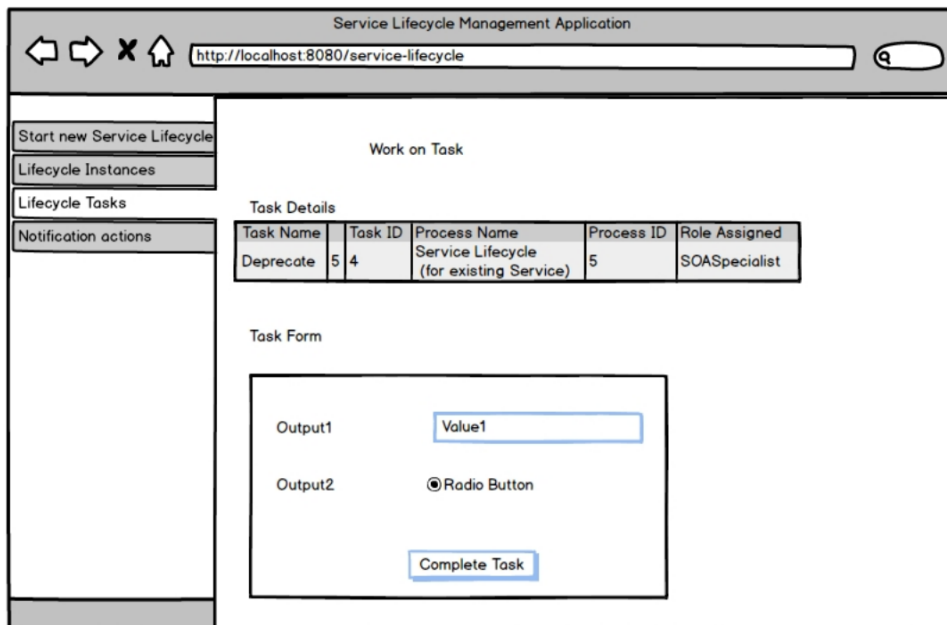 Service Lifecycle Management Application
http://localhost:8080/service-lifecycle
Start new Service Lifecycle
Lifecycle Instances
Lifecycle Tasks
Notification actions
Work on Task
Task Details
Task Name Task ID Process Name Process ID Role Assigned
Deprecate 5 4 Service Lifecycle (for existing Service) 5 SOASpecialist
Task Form
Output1 Value1
Output2 Radio Button
Complete Task